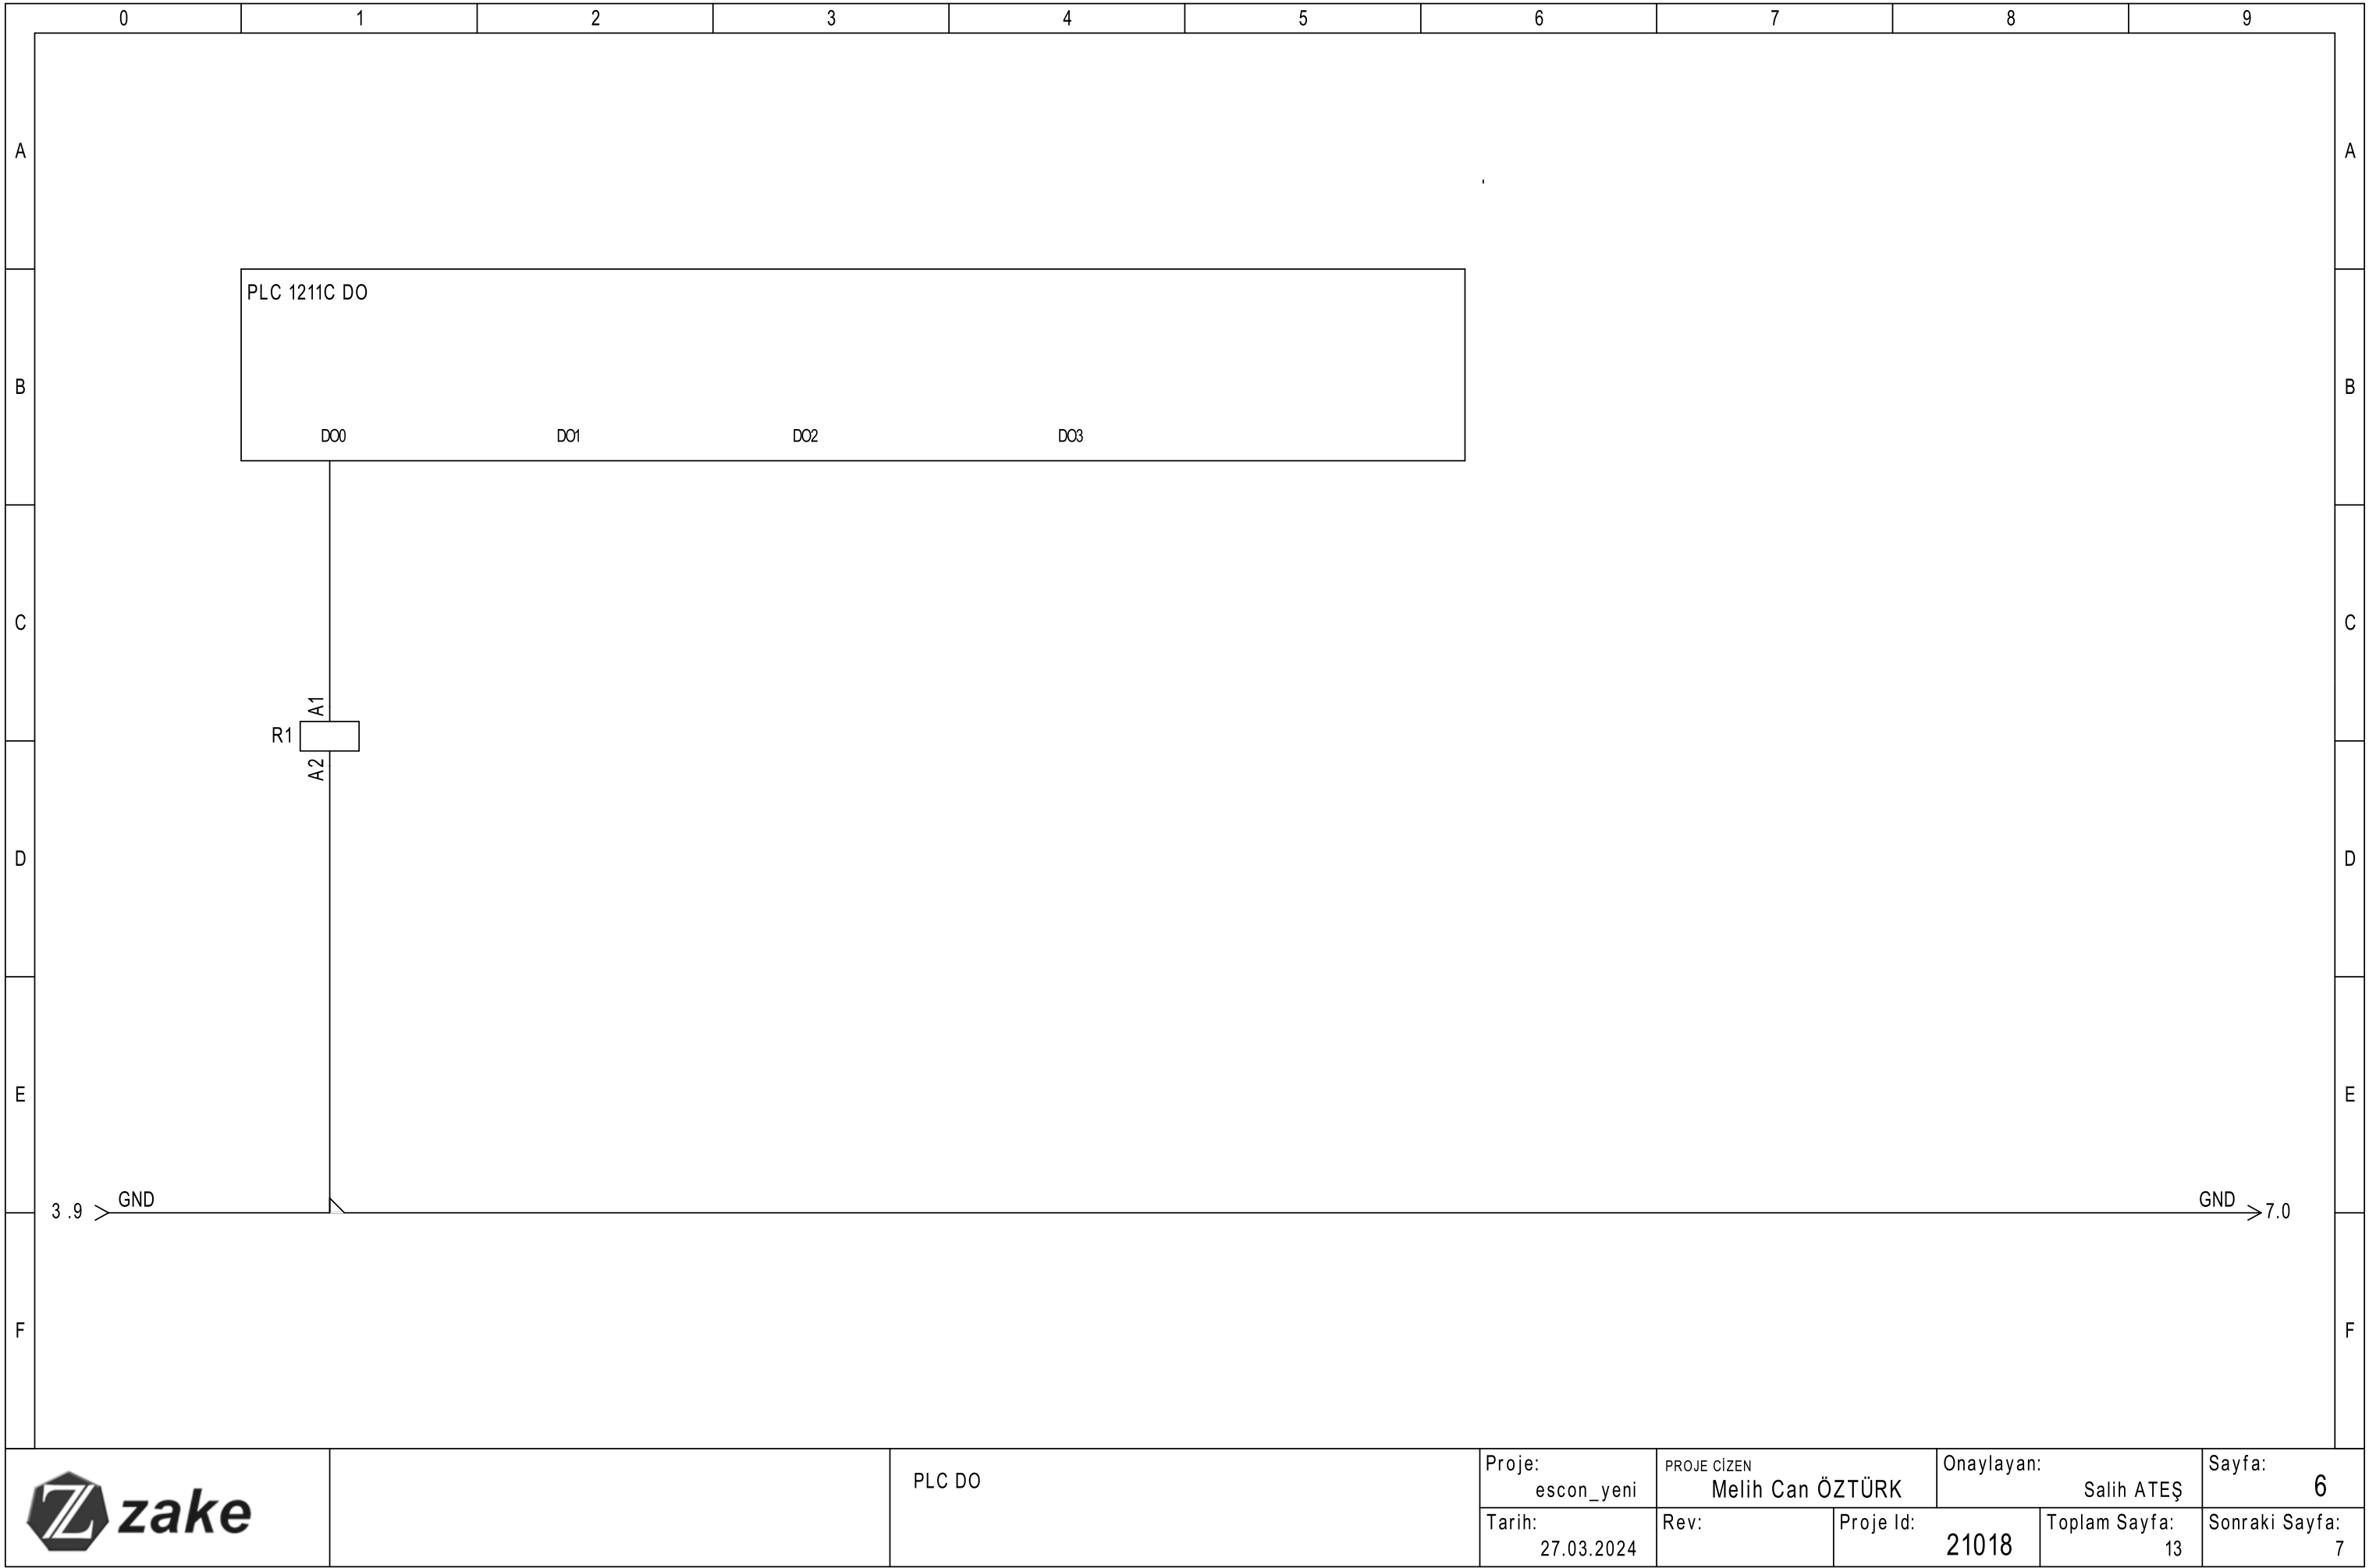 0 1 2 3 4 5 6 7 8 9
A A
PLC 1211C DO
B B
DO0 DO1 DO2 DO3
C C
A1
R1
A2
D D
E E
GND GND
3 .9 7.0
F F
zake
PLC DO
Proje: escon_yeni
PROJE CİZEN Melih Can ÖZTÜRK
Onaylayan: Salih ATEŞ
Sayfa: 6
Tarih: 27.03.2024
Rev:
Proje Id: 21018
Toplam Sayfa: 13
Sonraki Sayfa: 7